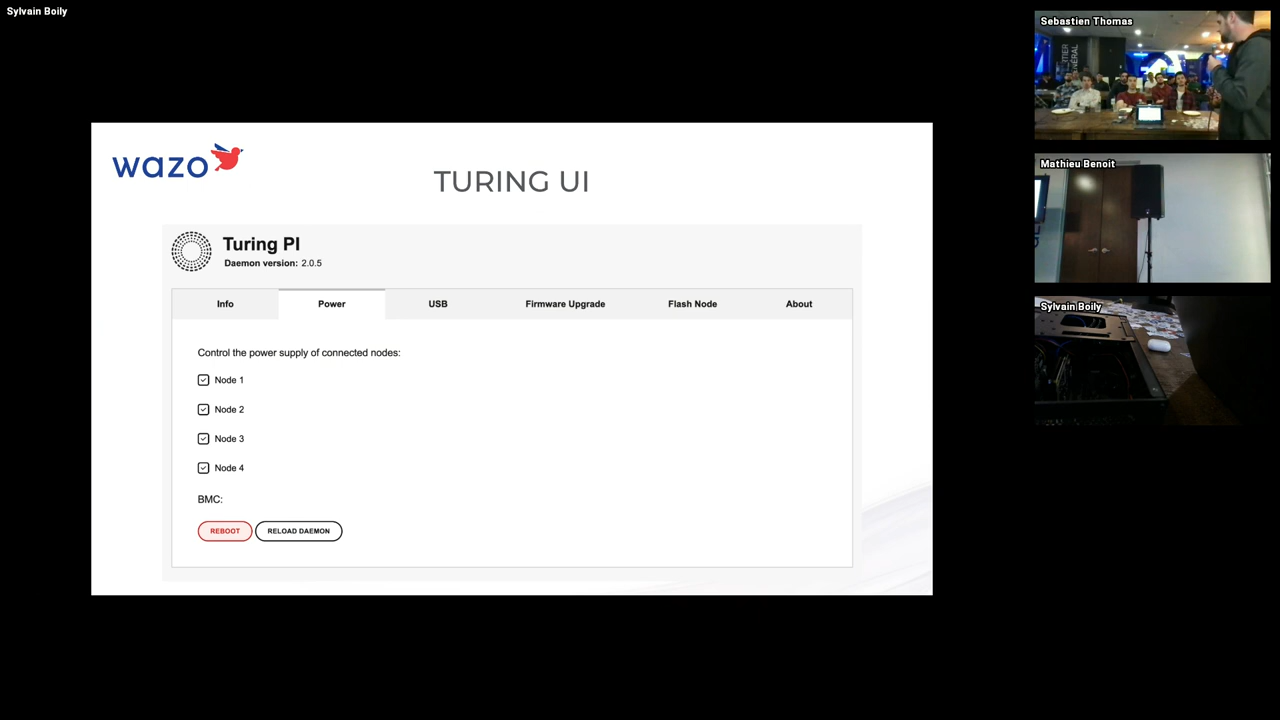 Sylvain Boily
wazo
TURING UI
Turing PI
Daemon version: 2.0.5
Info Power USB Firmware Upgrade Flash Node About
Control the power supply of connected nodes:
Node 1
Node 2
Node 3
Node 4
BMC:
REBOOT RELOAD DAEMON
Sebastien Thomas
Mathieu Benoit
Sylvain Boily